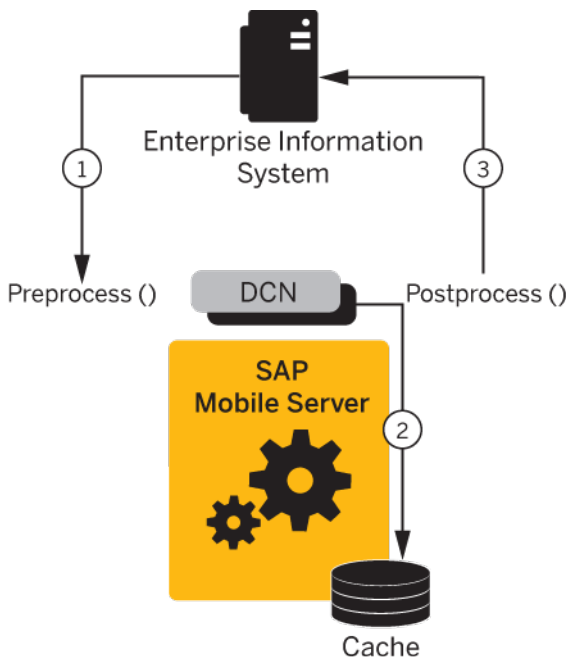 Enterprise Information
System
1
3
Preprocess ()
DCN
Postprocess ()
SAP
Mobile Server
2
Cache